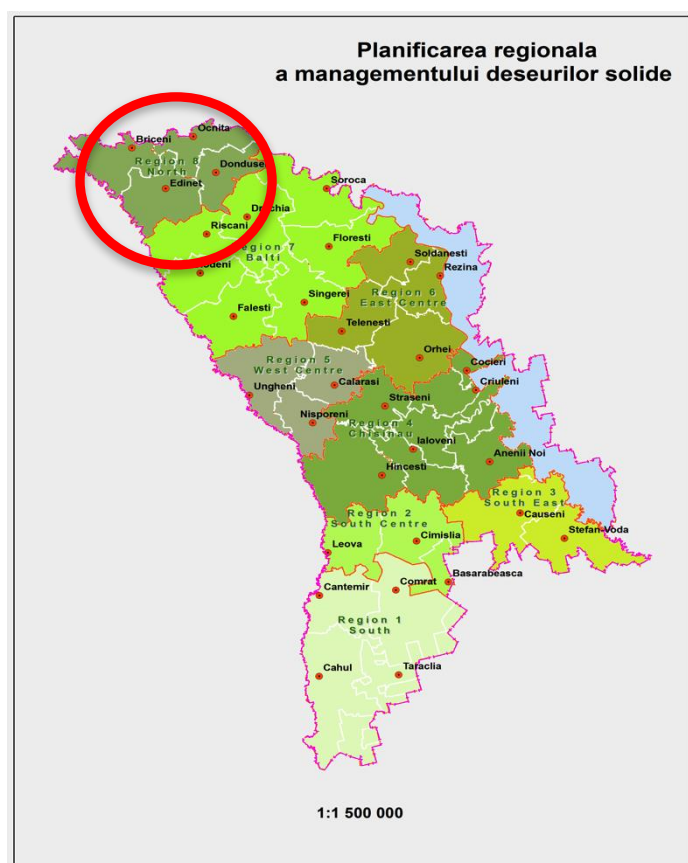 Planificarea regionala
a managementului deseurilor solide
Ocnita
Briceni
Region 8
North
Edinet
Soroca
Riscani
Region 7
Balti
Floresti
Singerei
Falesti
Soldanesti
Rezina
Region 6
East Centre
Telenesti
Orhei
Region 5
West Centre
Ungheni
Calarasi
Nisporeni
Cocieri
Criuleni
Straseni
Region 4
Chisinau
Ialoveni
Anenii Noi
Hincesti
Region 3
South East
Causeni
Stefan-Voda
Region 2
South Centre
Cimislia
Leova
Basarabeasca
Cantemir
Comrat
Region 1
South
Cahul
Taraclia
1:1 500 000